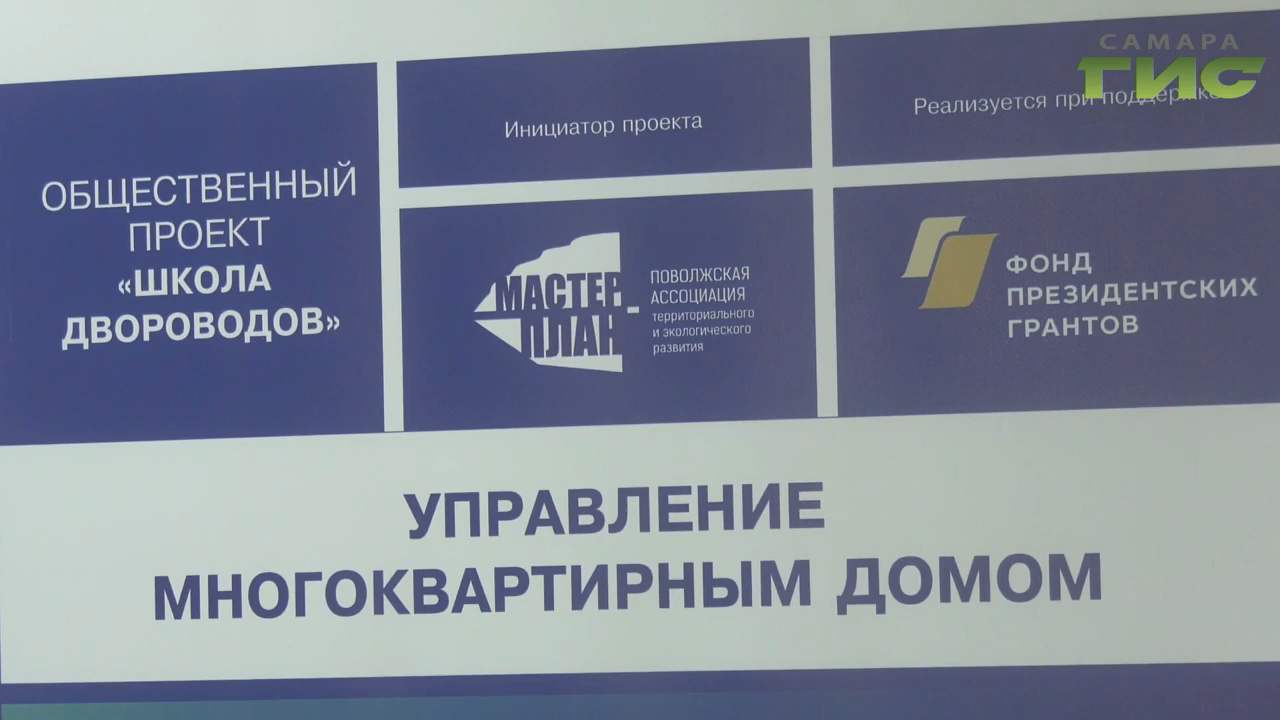 САМАРА
ГИС
ОБЩЕСТВЕННЫЙ
ПРОЕКТ
«ШКОЛА
ДВОРОВОДОВ»
Инициатор проекта
МАСТЕР-
ПЛАН
ПОВОЛЖСКАЯ
АССОЦИАЦИЯ
территориального
и экологического
развития
Реализуется при поддержке
ФОНД
ПРЕЗИДЕНТСКИХ
ГРАНТОВ
УПРАВЛЕНИЕ
МНОГОКВАРТИРНЫМ ДОМОМ